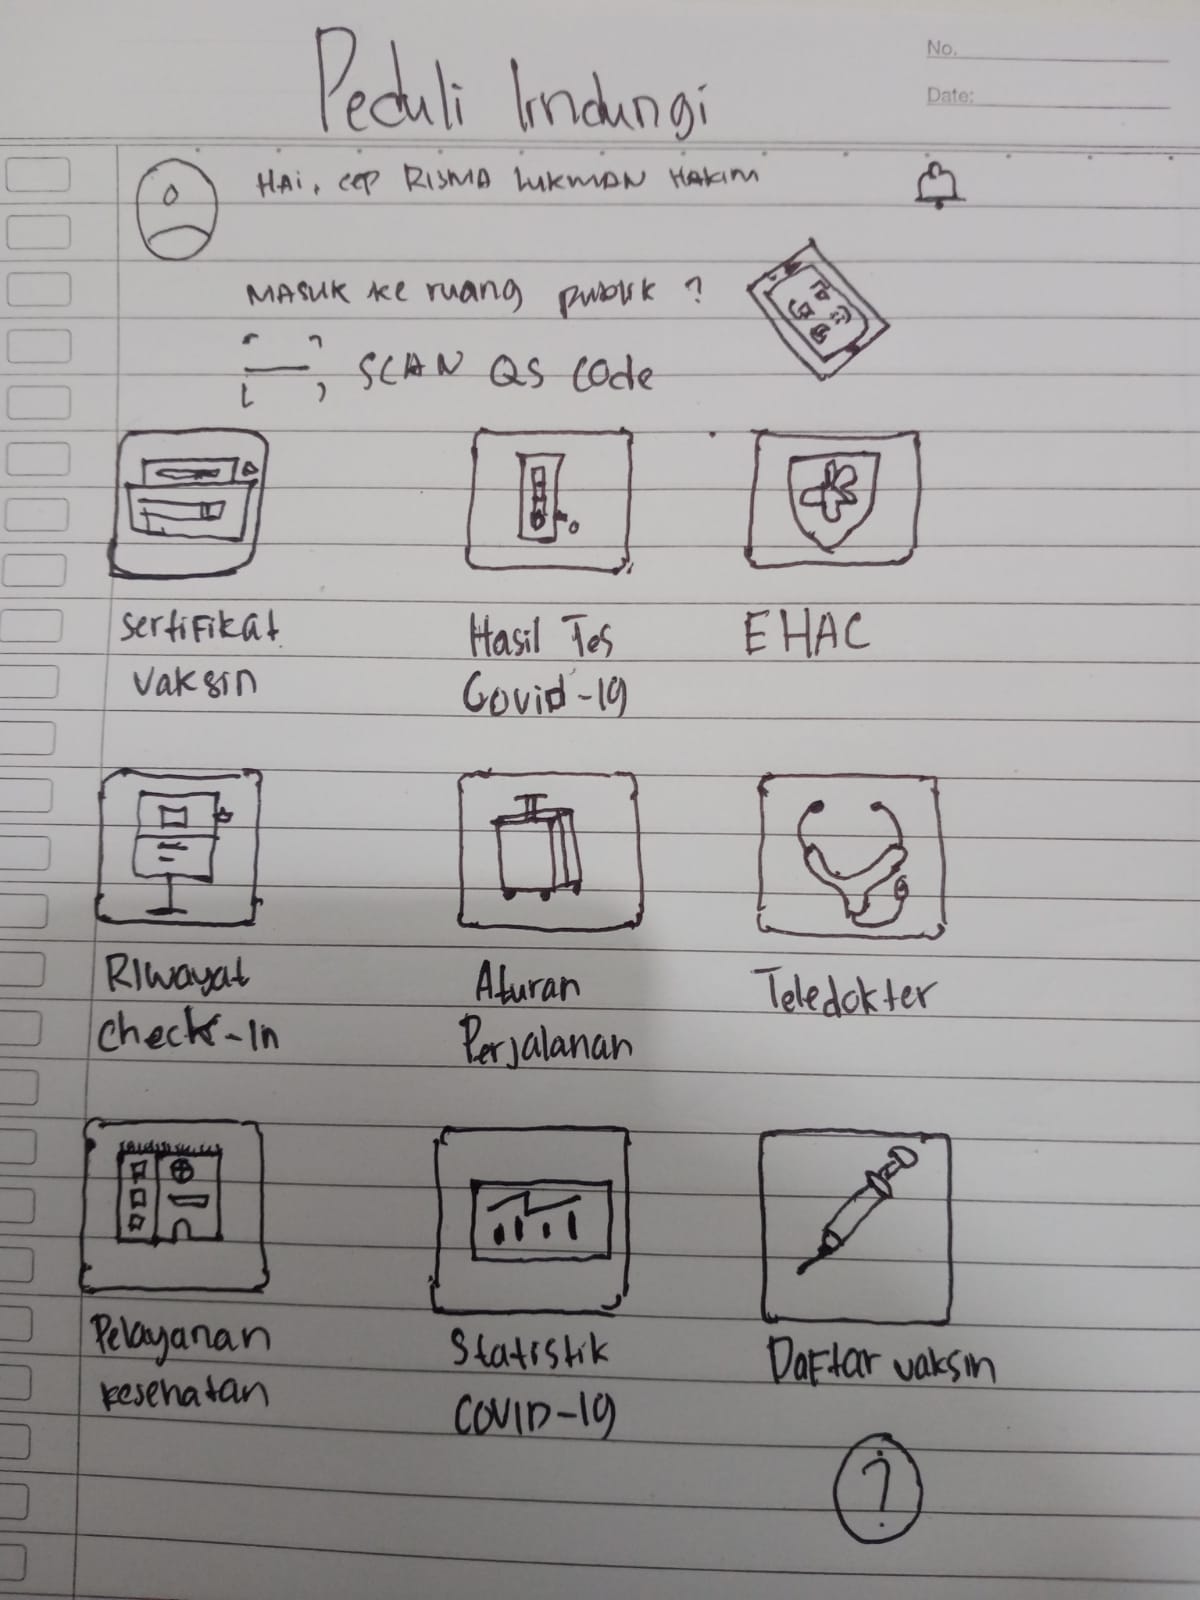 No.
Date:
Peduli lindungi
HAi, cep RISMA LUKMAN HAKIM
MASUK ke ruang publik ?
SCAN QS code
sertifikat vaksin
Hasil Tes Covid-19
EHAC
Riwayat check-In
Aturan Perjalanan
Teledokter
Pelayanan kesehatan
Statistik COVID-19
Daftar vaksin
?